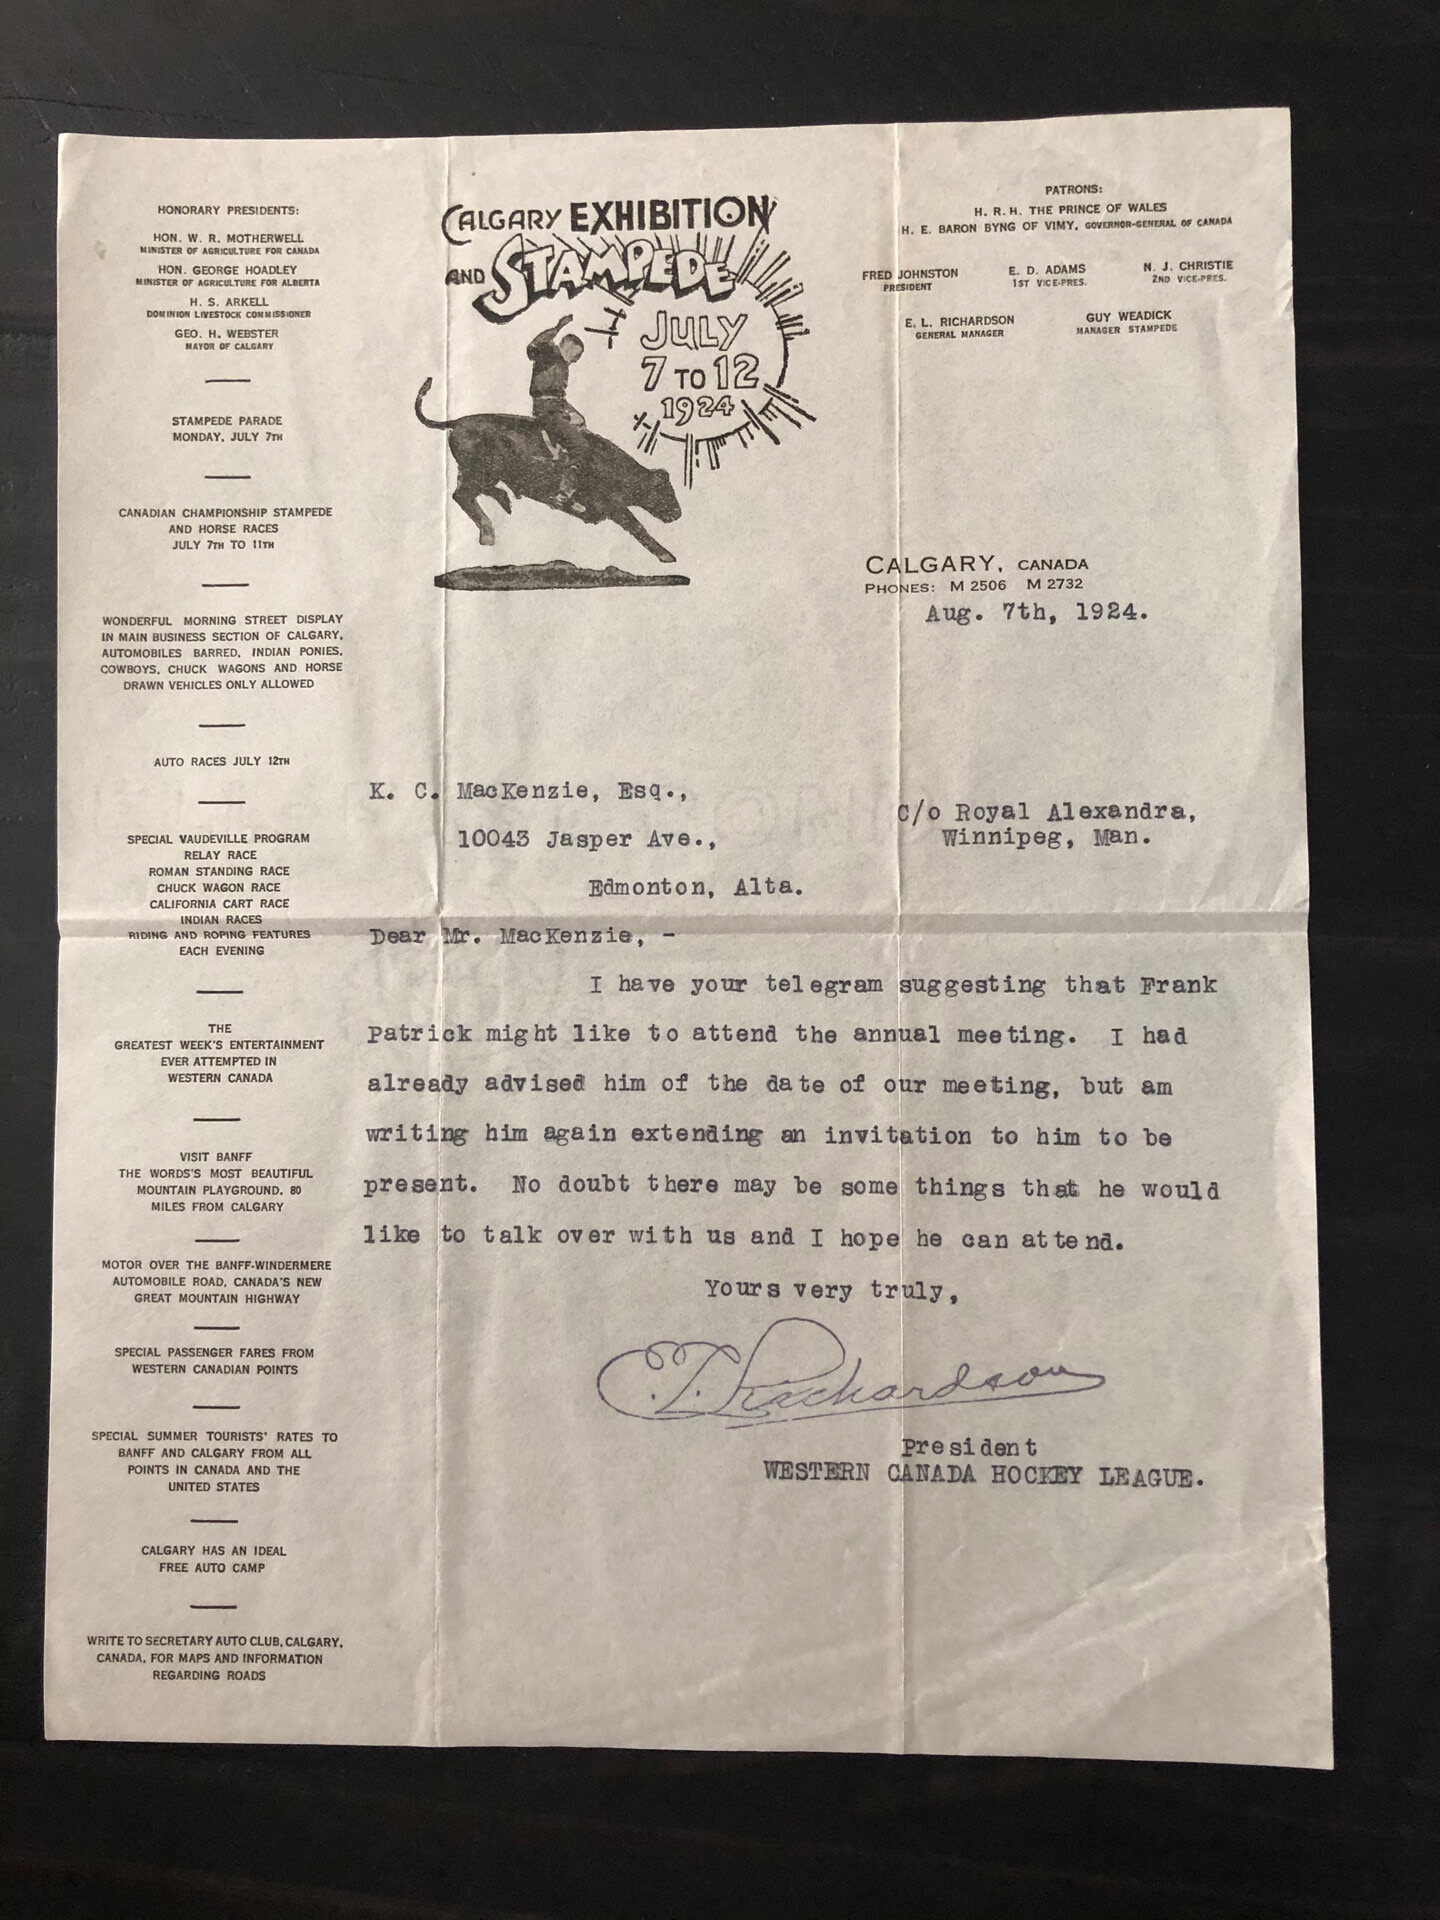 HONORARY PRESIDENTS:
HON. W. R. MOTHERWELL
MINISTER OF AGRICULTURE FOR CANADA
HON. GEORGE HOADLEY
MINISTER OF AGRICULTURE FOR ALBERTA
H. S. ARKELL
DOMINION LIVESTOCK COMMISSIONER
GEO. H. WEBSTER
MAYOR OF CALGARY
STAMPEDE PARADE
MONDAY, JULY 7TH
CANADIAN CHAMPIONSHIP STAMPEDE
AND HORSE RACES
JULY 7TH TO 11TH
WONDERFUL MORNING STREET DISPLAY
IN MAIN BUSINESS SECTION OF CALGARY.
AUTOMOBILES BARRED. INDIAN PONIES.
COWBOYS, CHUCK WAGONS AND HORSE
DRAWN VEHICLES ONLY ALLOWED
AUTO RACES JULY 12TH
SPECIAL VAUDEVILLE PROGRAM
RELAY RACE
ROMAN STANDING RACE
CHUCK WAGON RACE
CALIFORNIA CART RACE
INDIAN RACES
RIDING AND ROPING FEATURES
EACH EVENING
THE
GREATEST WEEK'S ENTERTAINMENT
EVER ATTEMPTED IN
WESTERN CANADA
VISIT BANFF
THE WORDS'S MOST BEAUTIFUL
MOUNTAIN PLAYGROUND. 80
MILES FROM CALGARY
MOTOR OVER THE BANFF-WINDERMERE
AUTOMOBILE ROAD, CANADA'S NEW
GREAT MOUNTAIN HIGHWAY
SPECIAL PASSENGER FARES FROM
WESTERN CANADIAN POINTS
SPECIAL SUMMER TOURISTS' RATES TO
BANFF AND CALGARY FROM ALL
POINTS IN CANADA AND THE
UNITED STATES
CALGARY HAS AN IDEAL
FREE AUTO CAMP
WRITE TO SECRETARY AUTO CLUB, CALGARY,
CANADA, FOR MAPS AND INFORMATION
REGARDING ROADS
CALGARY EXHIBITION
AND STAMPEDE
JULY
7 TO 12
1924
PATRONS:
H. R. H. THE PRINCE OF WALES
H. E. BARON BYNG OF VIMY, GOVERNOR-GENERAL OF CANADA
FRED JOHNSTON E. D. ADAMS N. J. CHRISTIE
PRESIDENT 1ST VICE-PRES. 2ND VICE-PRES.
E. L. RICHARDSON GUY WEADICK
GENERAL MANAGER MANAGER STAMPEDE
CALGARY, CANADA
PHONES: M 2506 M 2732
Aug. 7th, 1924.
K. C. MacKenzie, Esq.,
10043 Jasper Ave.,
Edmonton, Alta.
C/o Royal Alexandra,
Winnipeg, Man.
Dear Mr. MacKenzie, -
I have your telegram suggesting that Frank
Patrick might like to attend the annual meeting. I had
already advised him of the date of our meeting, but am
writing him again extending an invitation to him to be
present. No doubt there may be some things that he would
like to talk over with us and I hope he can attend.
Yours very truly,
E. L. Richardson
President
WESTERN CANADA HOCKEY LEAGUE.